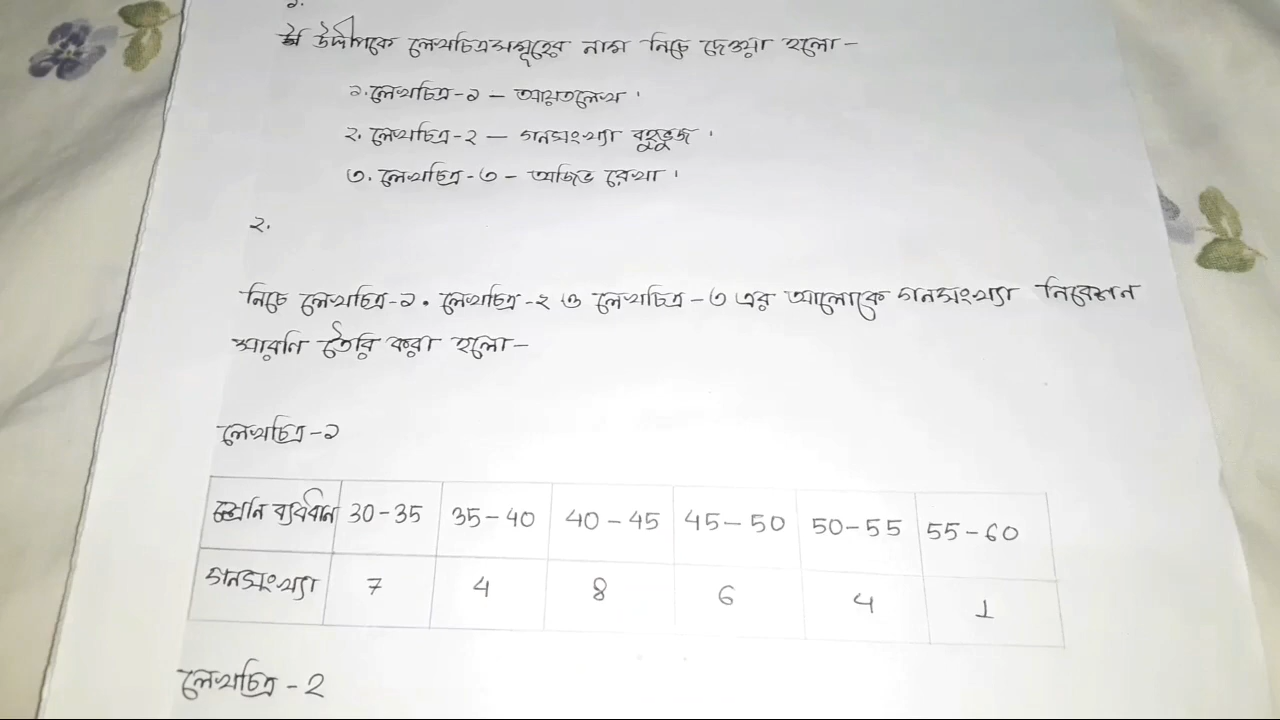 ১.
উদ্দীপকে লেখচিত্রসমূহের নাম নিচে দেওয়া হলো -
১. লেখচিত্র-১ - আয়তলেখ।
২. লেখচিত্র-২ - গনসংখ্যা বহুভুজ।
৩. লেখচিত্র-৩ - অজিভ রেখা।
২.
নিচে লেখচিত্র-১. লেখচিত্র-২ ও লেখচিত্র-৩ এর আলোকে গনসংখ্যা নিবেশন
সারনি তৈরি করা হলো-
লেখচিত্র-১
শ্রেনি ব্যবধান 30-35 35-40 40-45 45-50 50-55 55-60
গনসংখ্যা 7 4 8 6 4 1
লেখচিত্র - ২